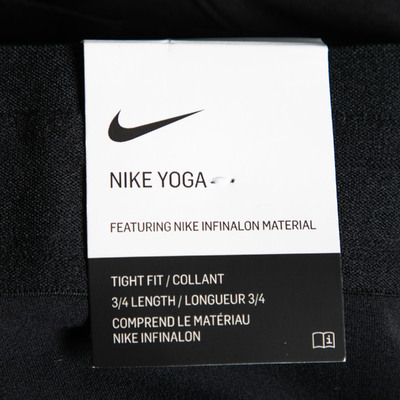 NIKE YOGA
FEATURING NIKE INFINALON MATERIAL
TIGHT FIT / COLLANT
3/4 LENGTH / LONGUEUR 3/4
COMPREND LE MATÉRIAU
NIKE INFINALON